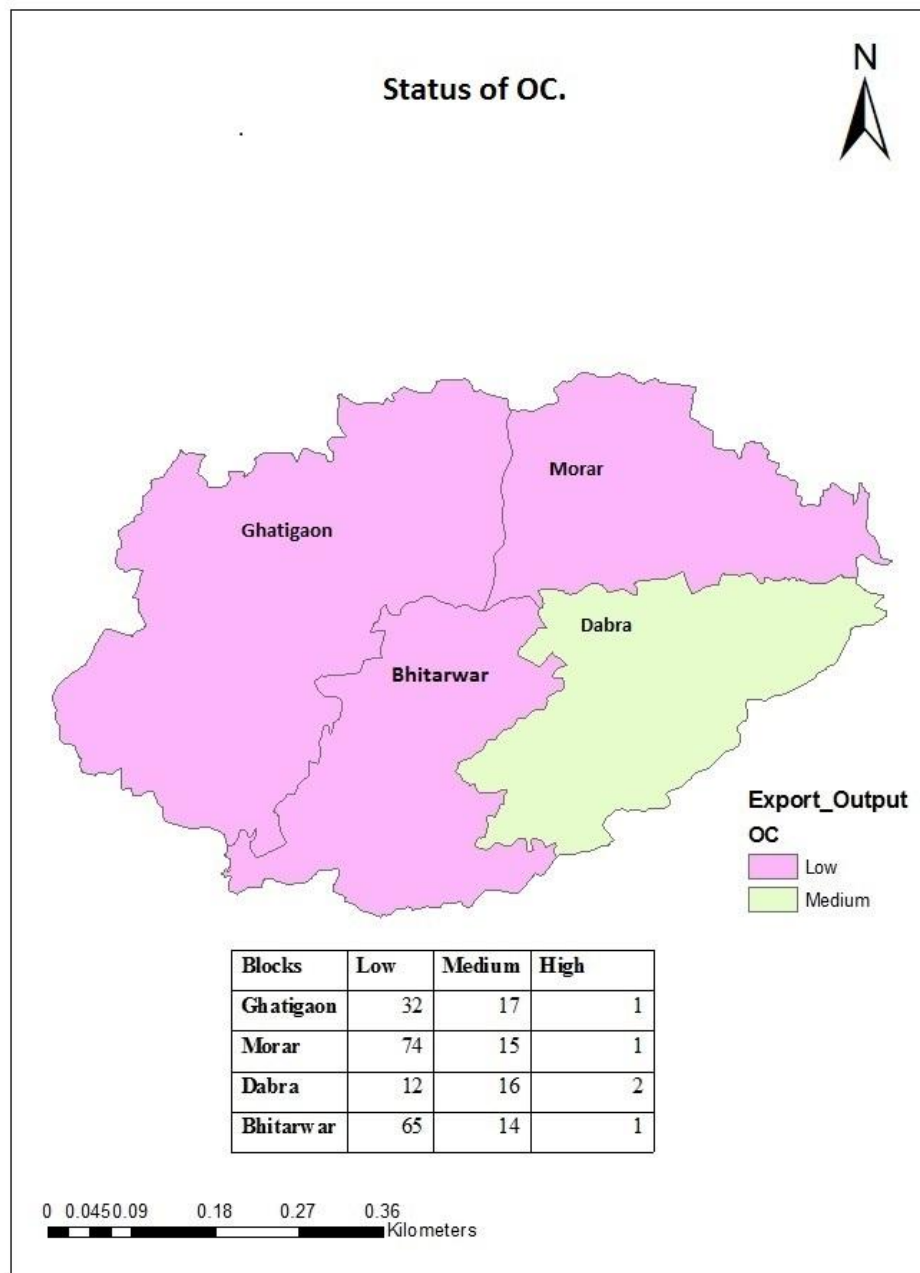 N
Status of OC.
Morar
Ghatigaon
Dabra
Bhitarwar
Export_Output
OC
Low
Medium
Blocks Low Medium High
Ghatigaon 32 17 1
Morar 74 15 1
Dabra 12 16 2
Bhitarwar 65 14 1
0 0.045 0.09 0.18 0.27 0.36
Kilometers